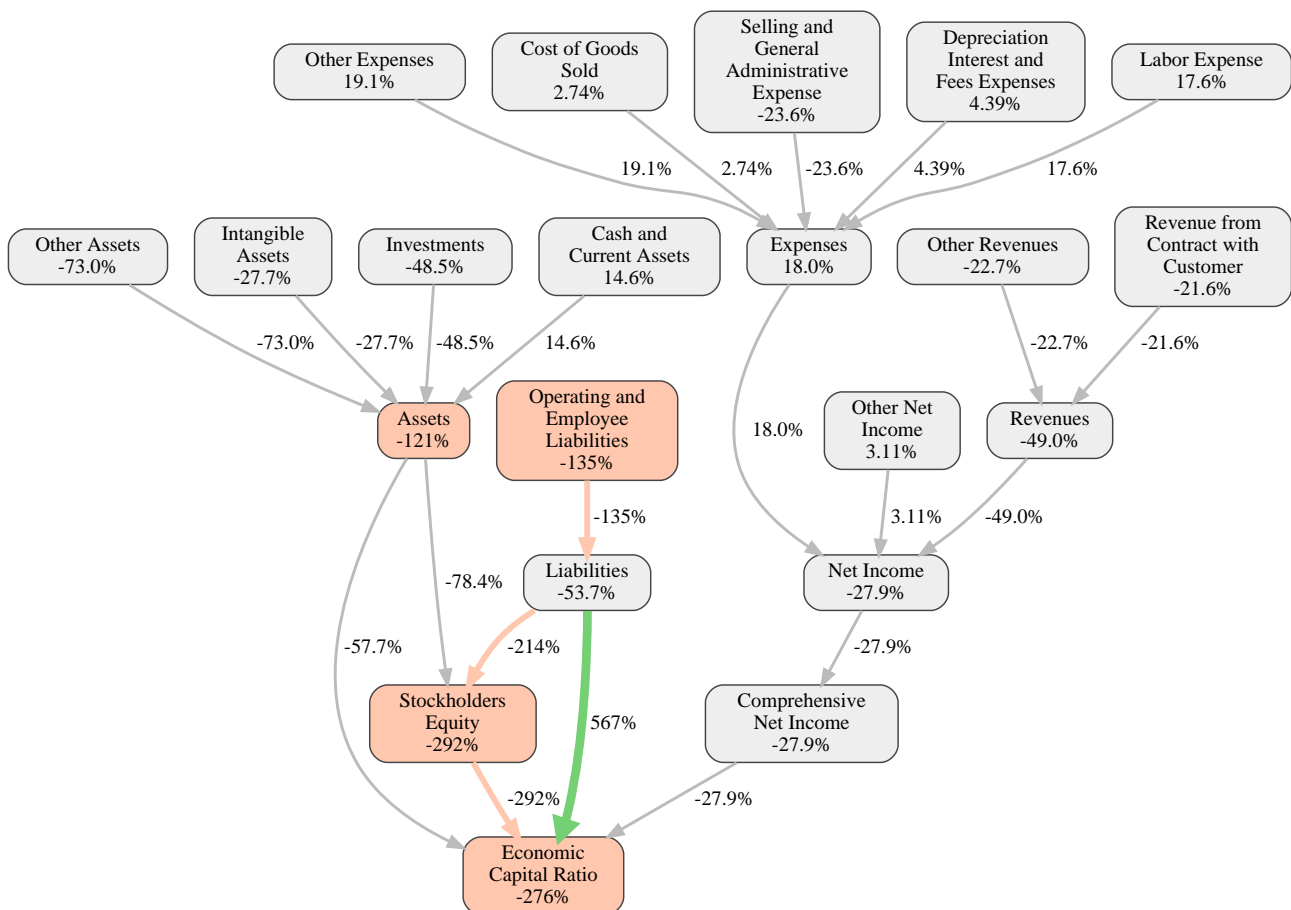 Other Expenses
19.1%
Cost of Goods
Sold
2.74%
Selling and
General
Administrative
Expense
-23.6%
Depreciation
Interest and
Fees Expenses
4.39%
Labor Expense
17.6%
19.1%
2.74%
-23.6%
4.39%
17.6%
Other Assets
-73.0%
Intangible
Assets
-27.7%
Investments
-48.5%
Cash and
Current Assets
14.6%
Expenses
18.0%
Other Revenues
-22.7%
Revenue from
Contract with
Customer
-21.6%
-73.0%
-27.7%
-48.5%
14.6%
-22.7%
-21.6%
Assets
-121%
Operating and
Employee
Liabilities
-135%
18.0%
Other Net
Income
3.11%
Revenues
-49.0%
-135%
3.11%
-49.0%
-78.4%
Liabilities
-53.7%
Net Income
-27.9%
-57.7%
-214%
-27.9%
Stockholders
Equity
-292%
567%
Comprehensive
Net Income
-27.9%
-292%
-27.9%
Economic
Capital Ratio
-276%